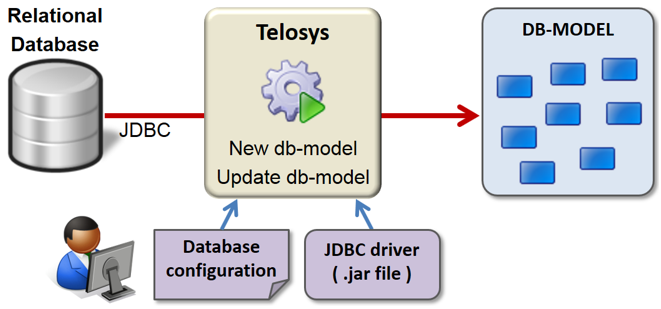 Relational
Database
JDBC
Telosys
New db-model
Update db-model
DB-MODEL
Database
configuration
JDBC driver
( .jar file )